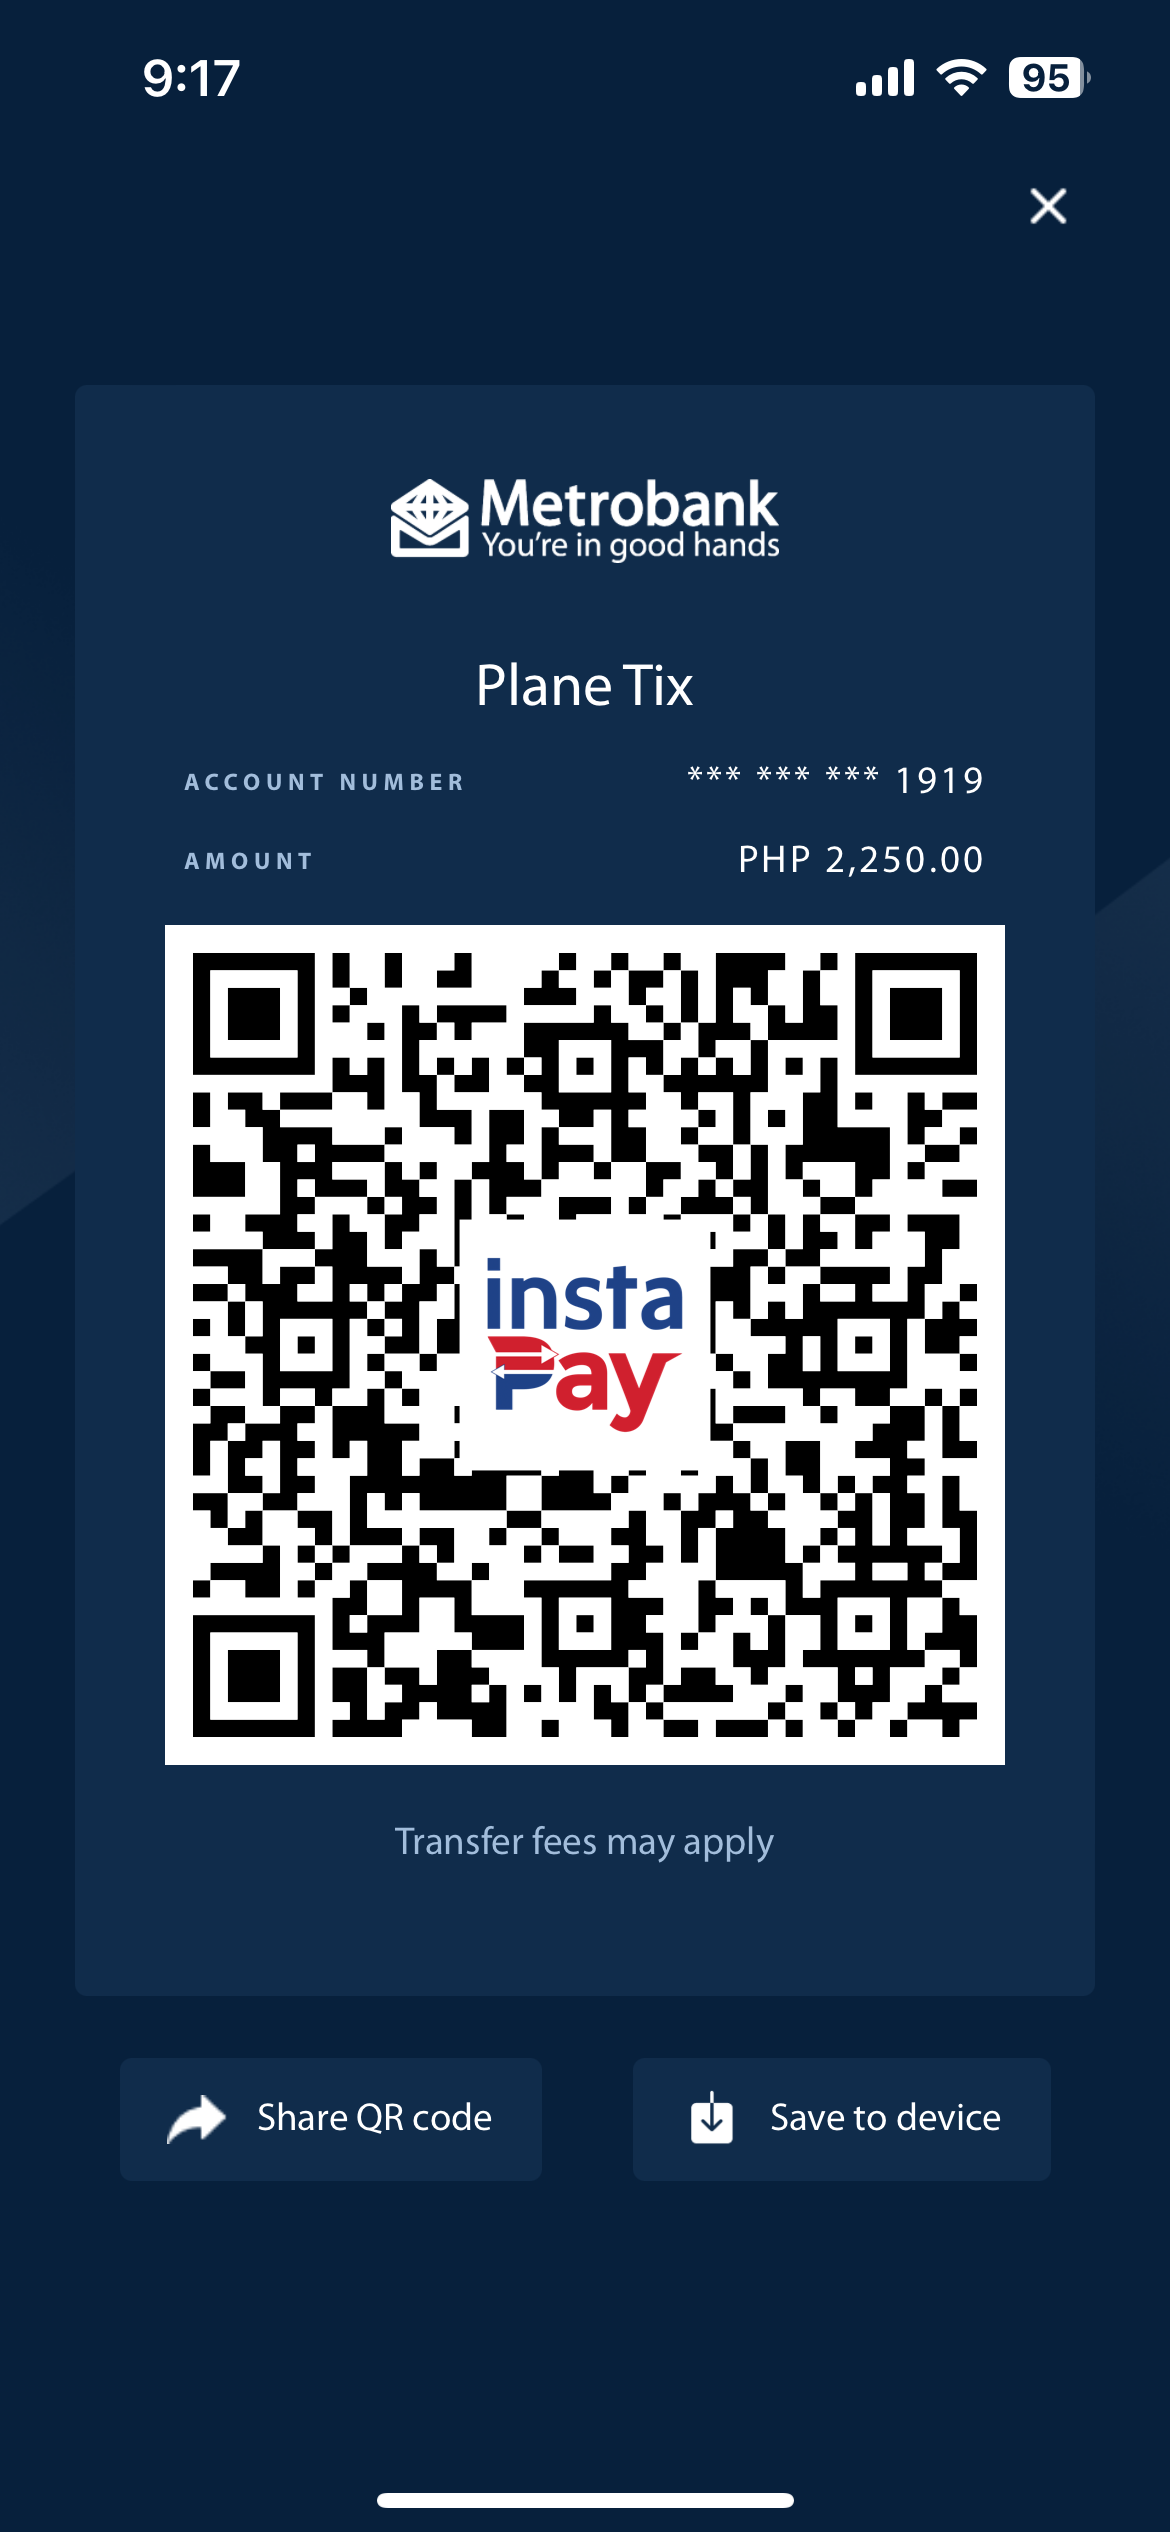 9:17
95
Metrobank
You're in good hands
Plane Tix
ACCOUNT NUMBER *** *** *** 1919
AMOUNT PHP 2,250.00
insta
Pay
Transfer fees may apply
Share QR code
Save to device